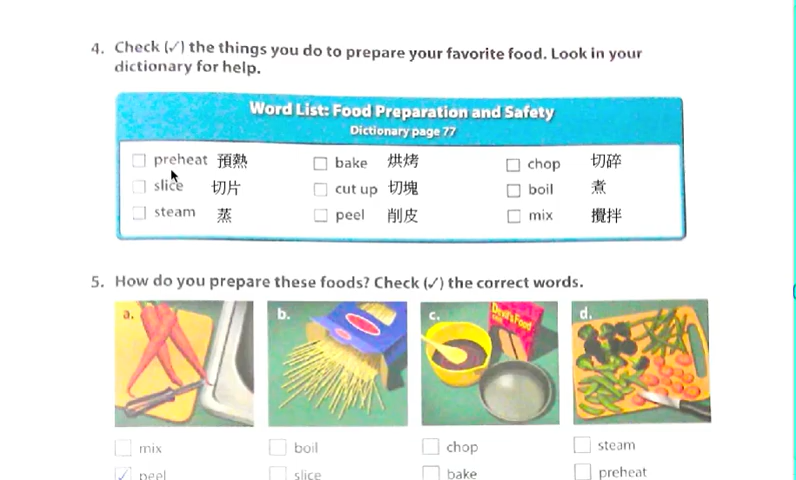 4. Check (✓) the things you do to prepare your favorite food. Look in your
dictionary for help.
Word List: Food Preparation and Safety
Dictionary page 77
☐ preheat 預熱 ☐ bake 烘烤 ☐ chop 切碎
☐ slice 切片 ☐ cut up 切塊 ☐ boil 煮
☐ steam 蒸 ☐ peel 削皮 ☐ mix 攪拌
5. How do you prepare these foods? Check (✓) the correct words.
a. b. c. d.
Devil's Food
☐ mix ☐ boil ☐ chop ☐ steam
☑ peel ☐ slice ☐ bake ☐ preheat